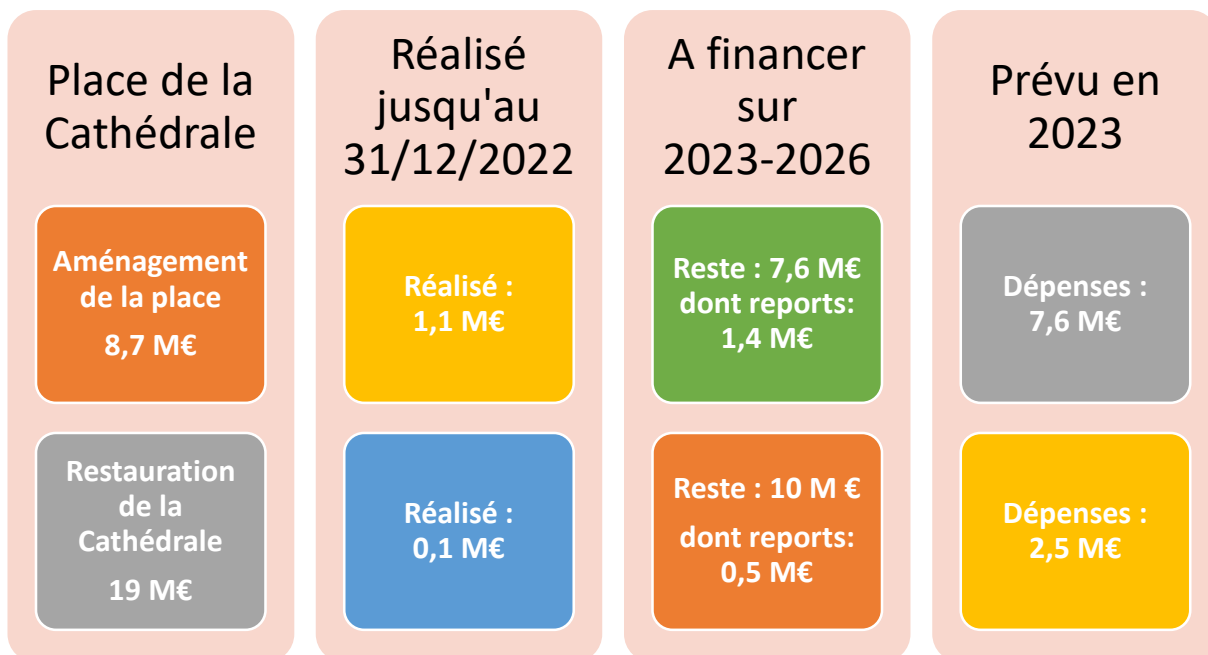 Place de la
Cathédrale
Aménagement
de la place
8,7 M€
Restauration
de la
Cathédrale
19 M€
Réalisé
jusqu'au
31/12/2022
Réalisé :
1,1 M€
Réalisé :
0,1 M€
A financer
sur
2023-2026
Reste : 7,6 M€
dont reports:
1,4 M€
Reste : 10 M €
dont reports:
0,5 M€
Prévu en
2023
Dépenses :
7,6 M€
Dépenses :
2,5 M€